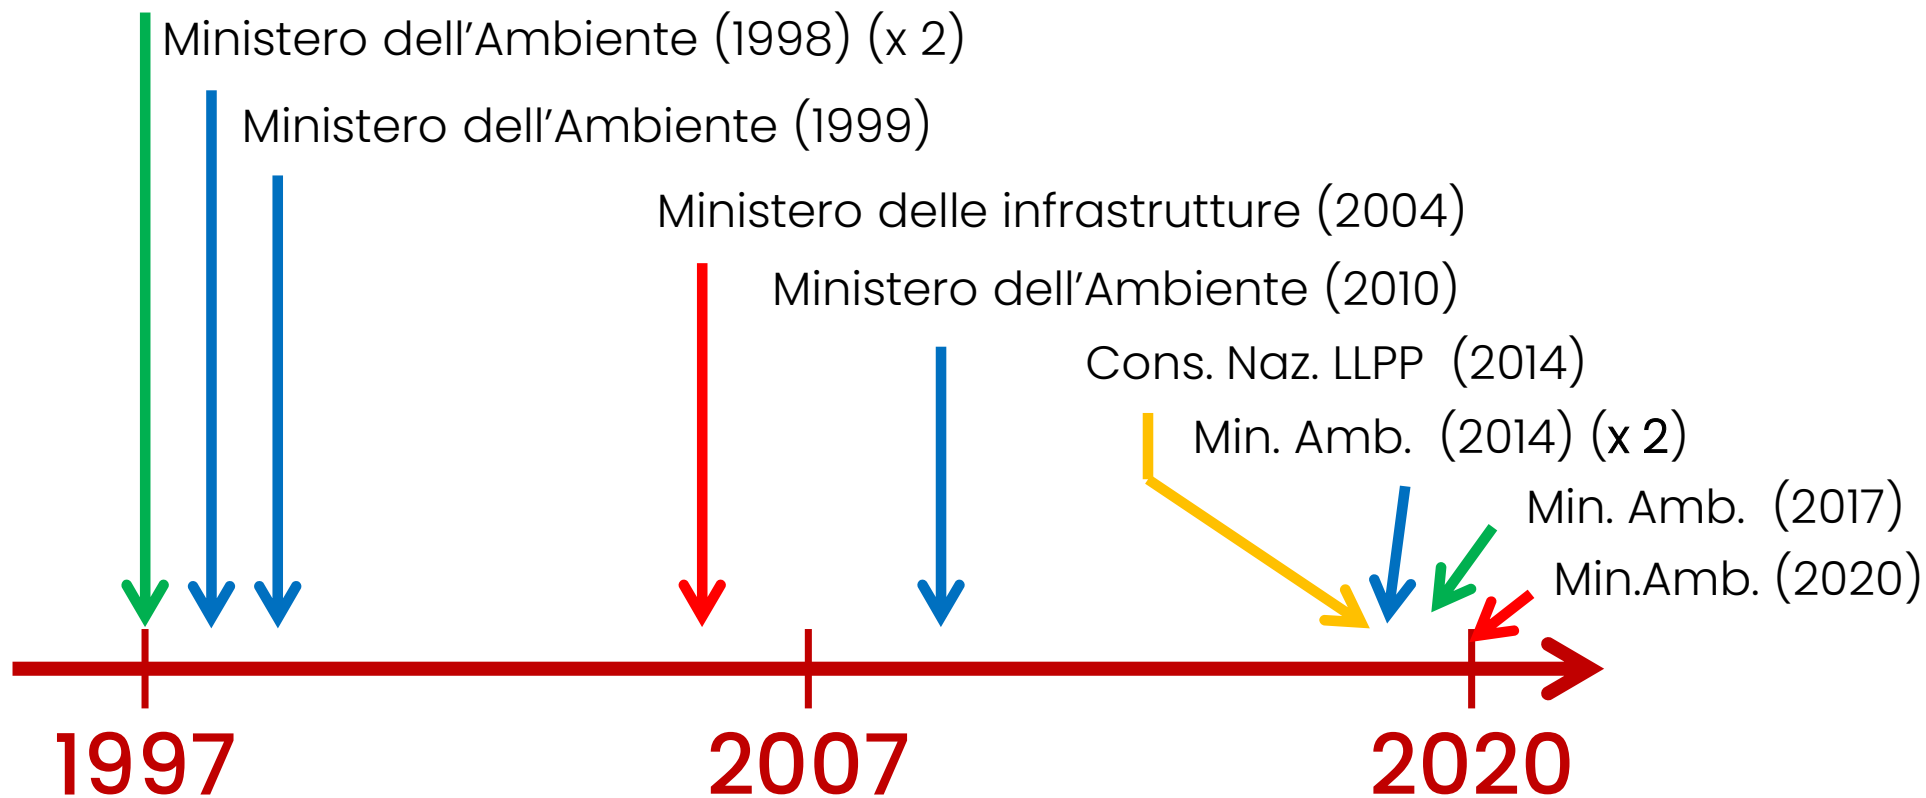 Ministero dell’Ambiente (1998) (x 2)
Ministero dell’Ambiente (1999)
Ministero delle infrastrutture (2004)
Ministero dell’Ambiente (2010)
Cons. Naz. LLPP (2014)
Min. Amb. (2014) (x 2)
Min. Amb. (2017)
Min.Amb. (2020)
1997
2007
2020